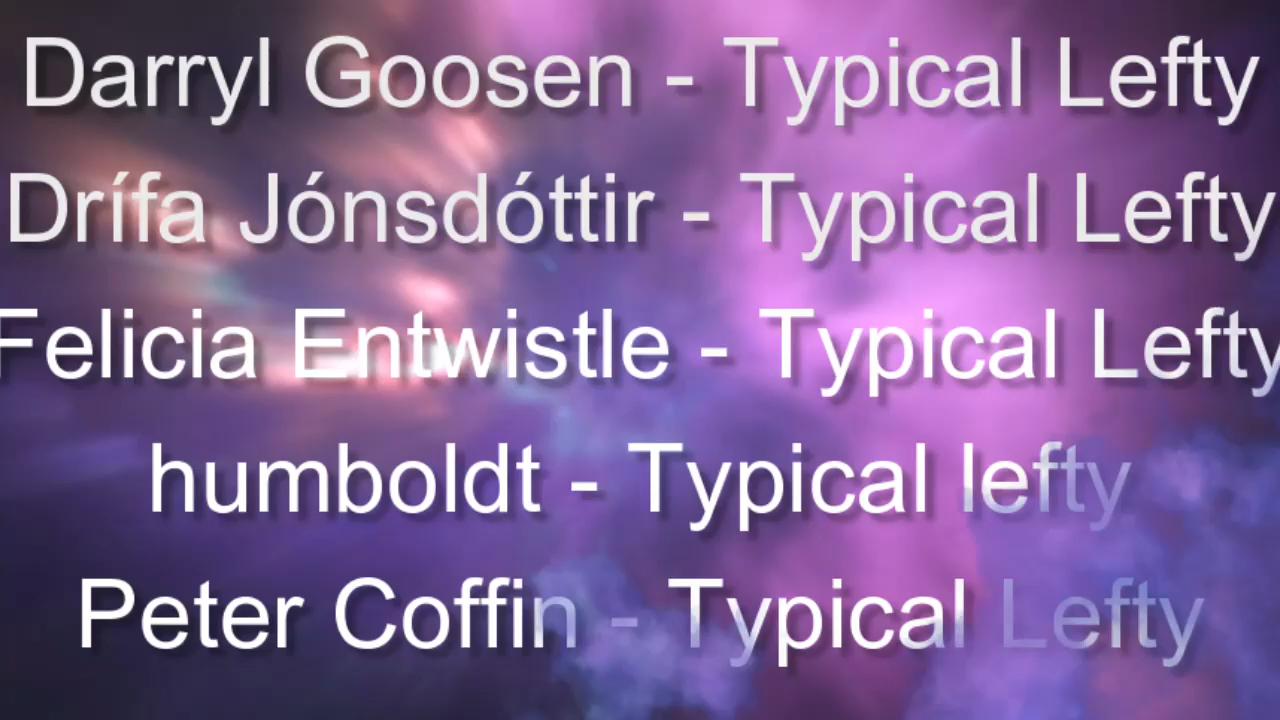 Darryl Goosen - Typical Lefty
Drífa Jónsdóttir - Typical Lefty
Felicia Entwistle - Typical Lefty
humboldt - Typical lefty
Peter Coffin - Typical Lefty